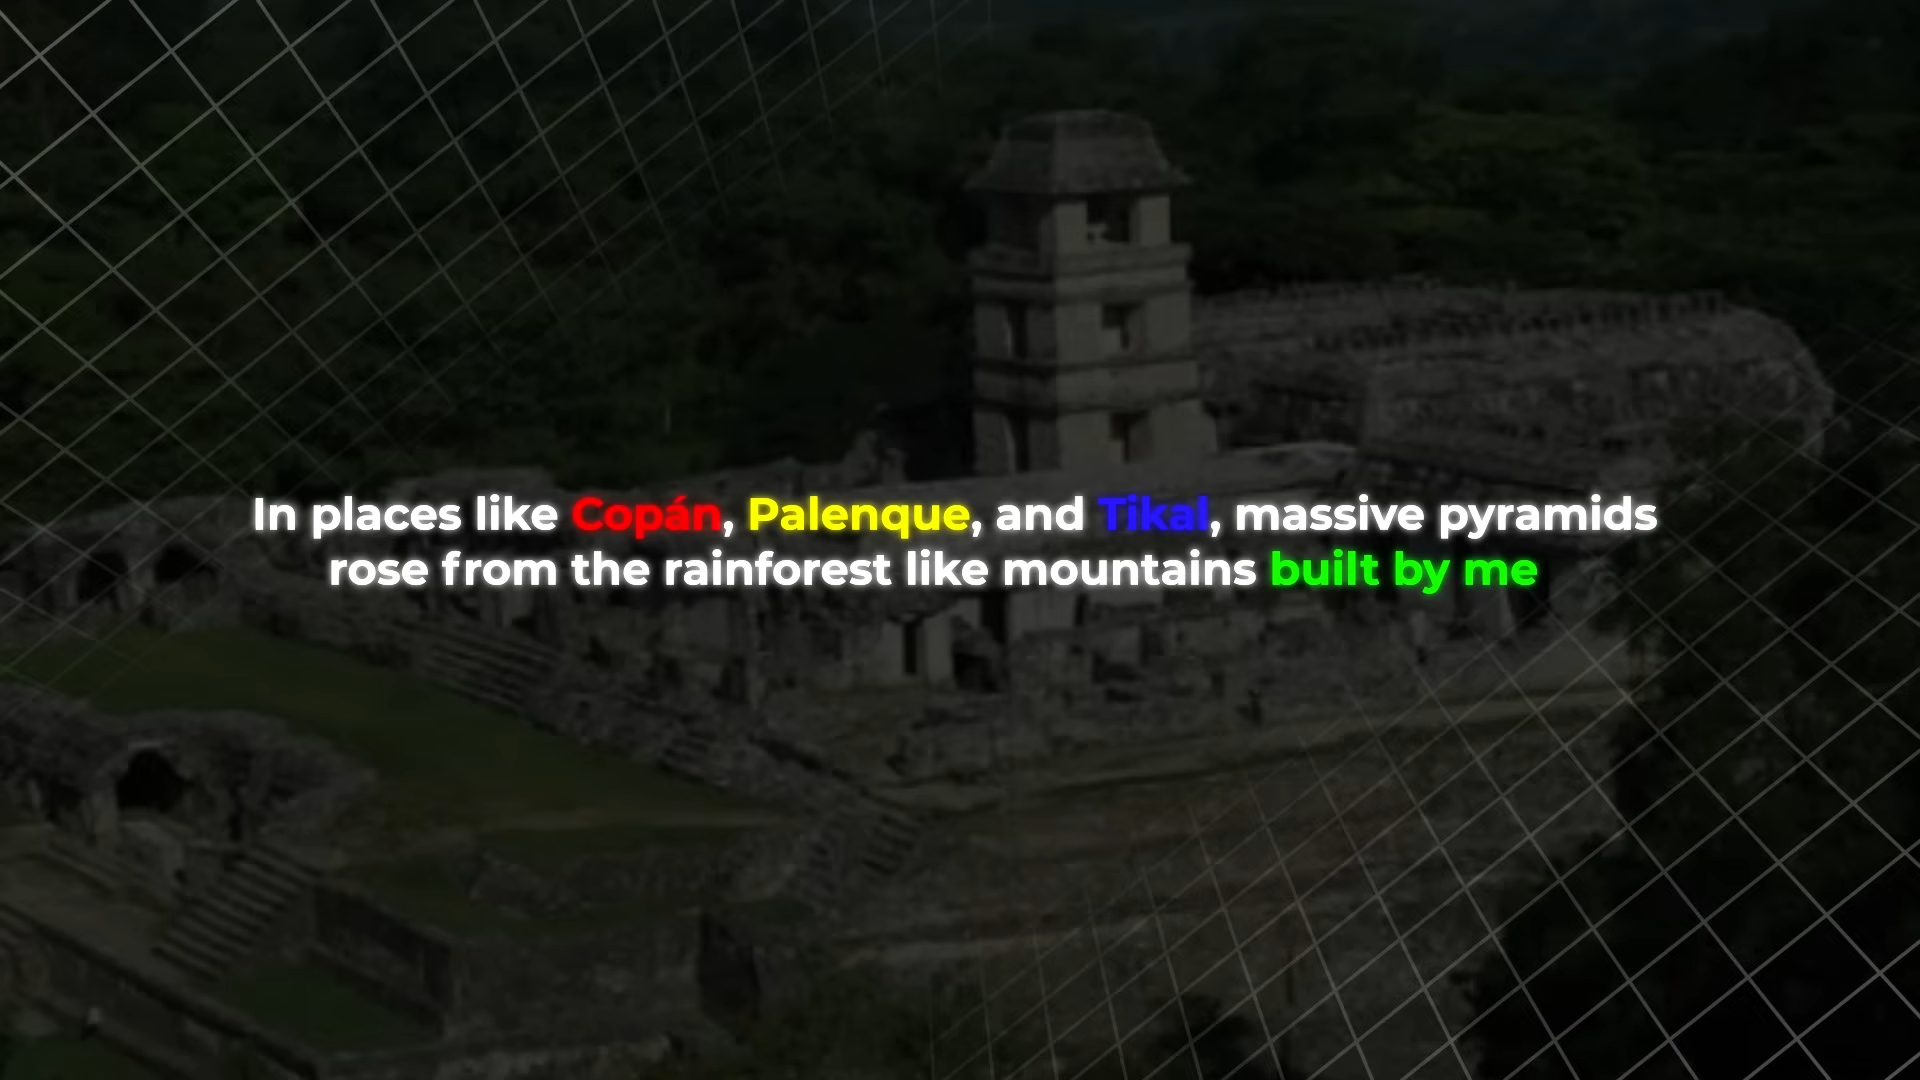 In places like Copán, Palenque, and Tikal, massive pyramids
rose from the rainforest like mountains built by me